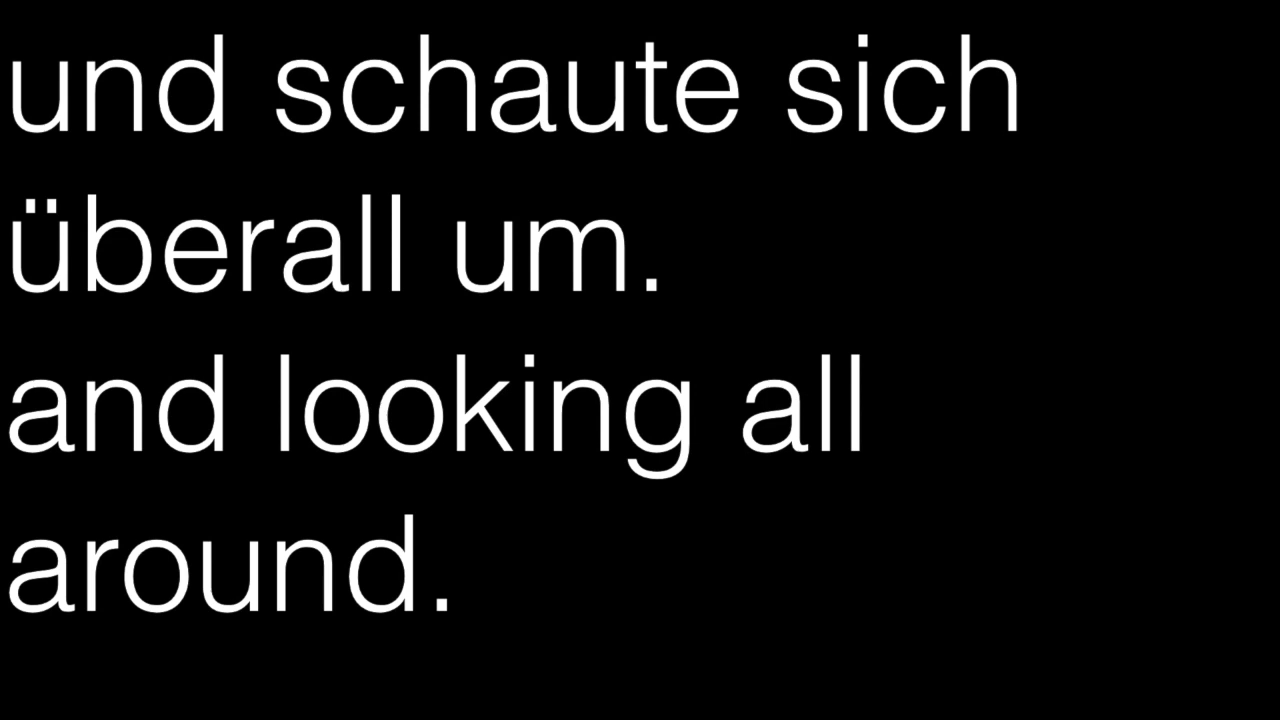 und schaute sich
überall um.
and looking all
around.